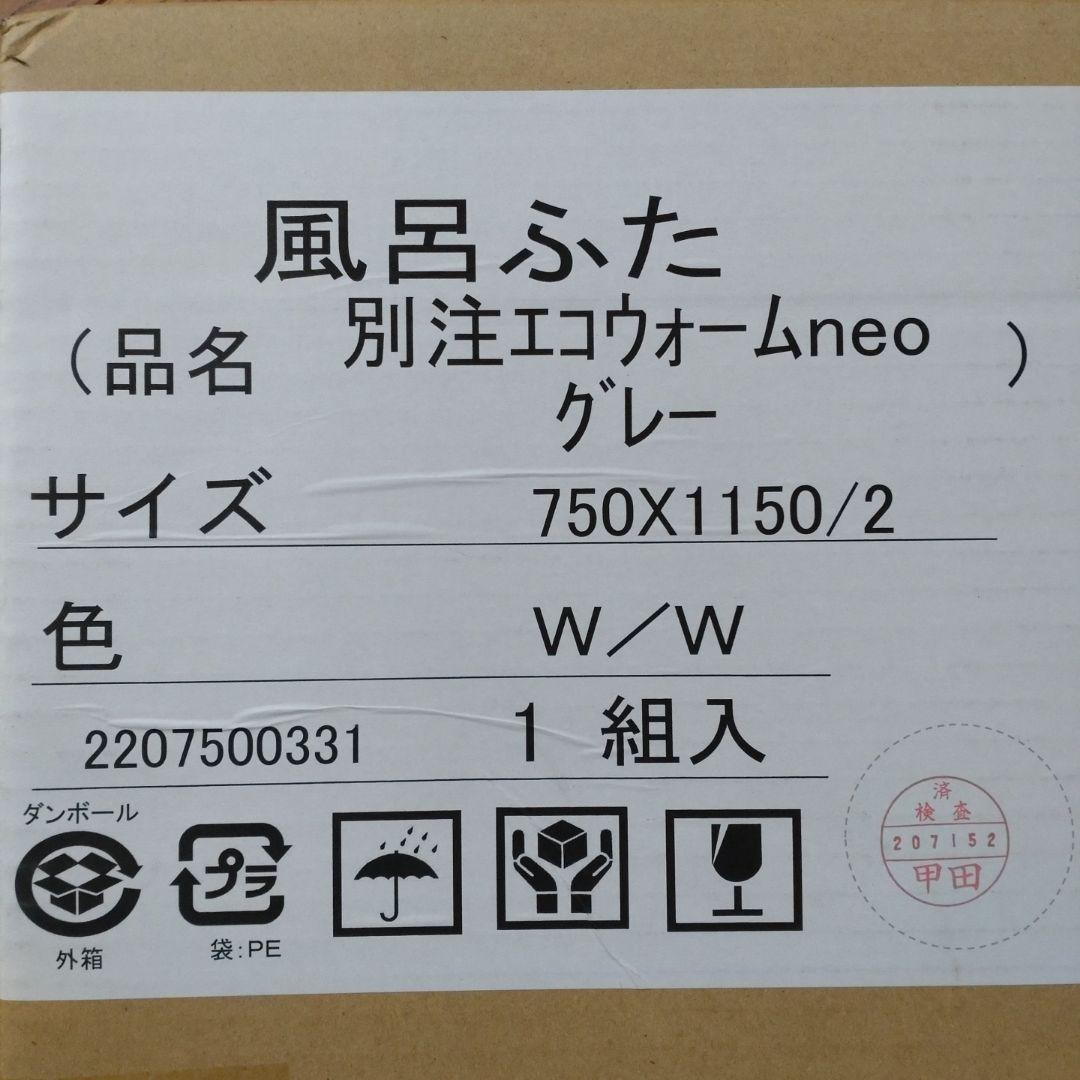 風呂ふた
(品名 別注ｴｺｳｫｰﾑneo )
ｸﾞﾚｰ
サイズ 750X1150/2
色 W／W
2207500331 1 組入
ダンボール
外箱
プラ
袋:PE
済
検査
207152
甲田